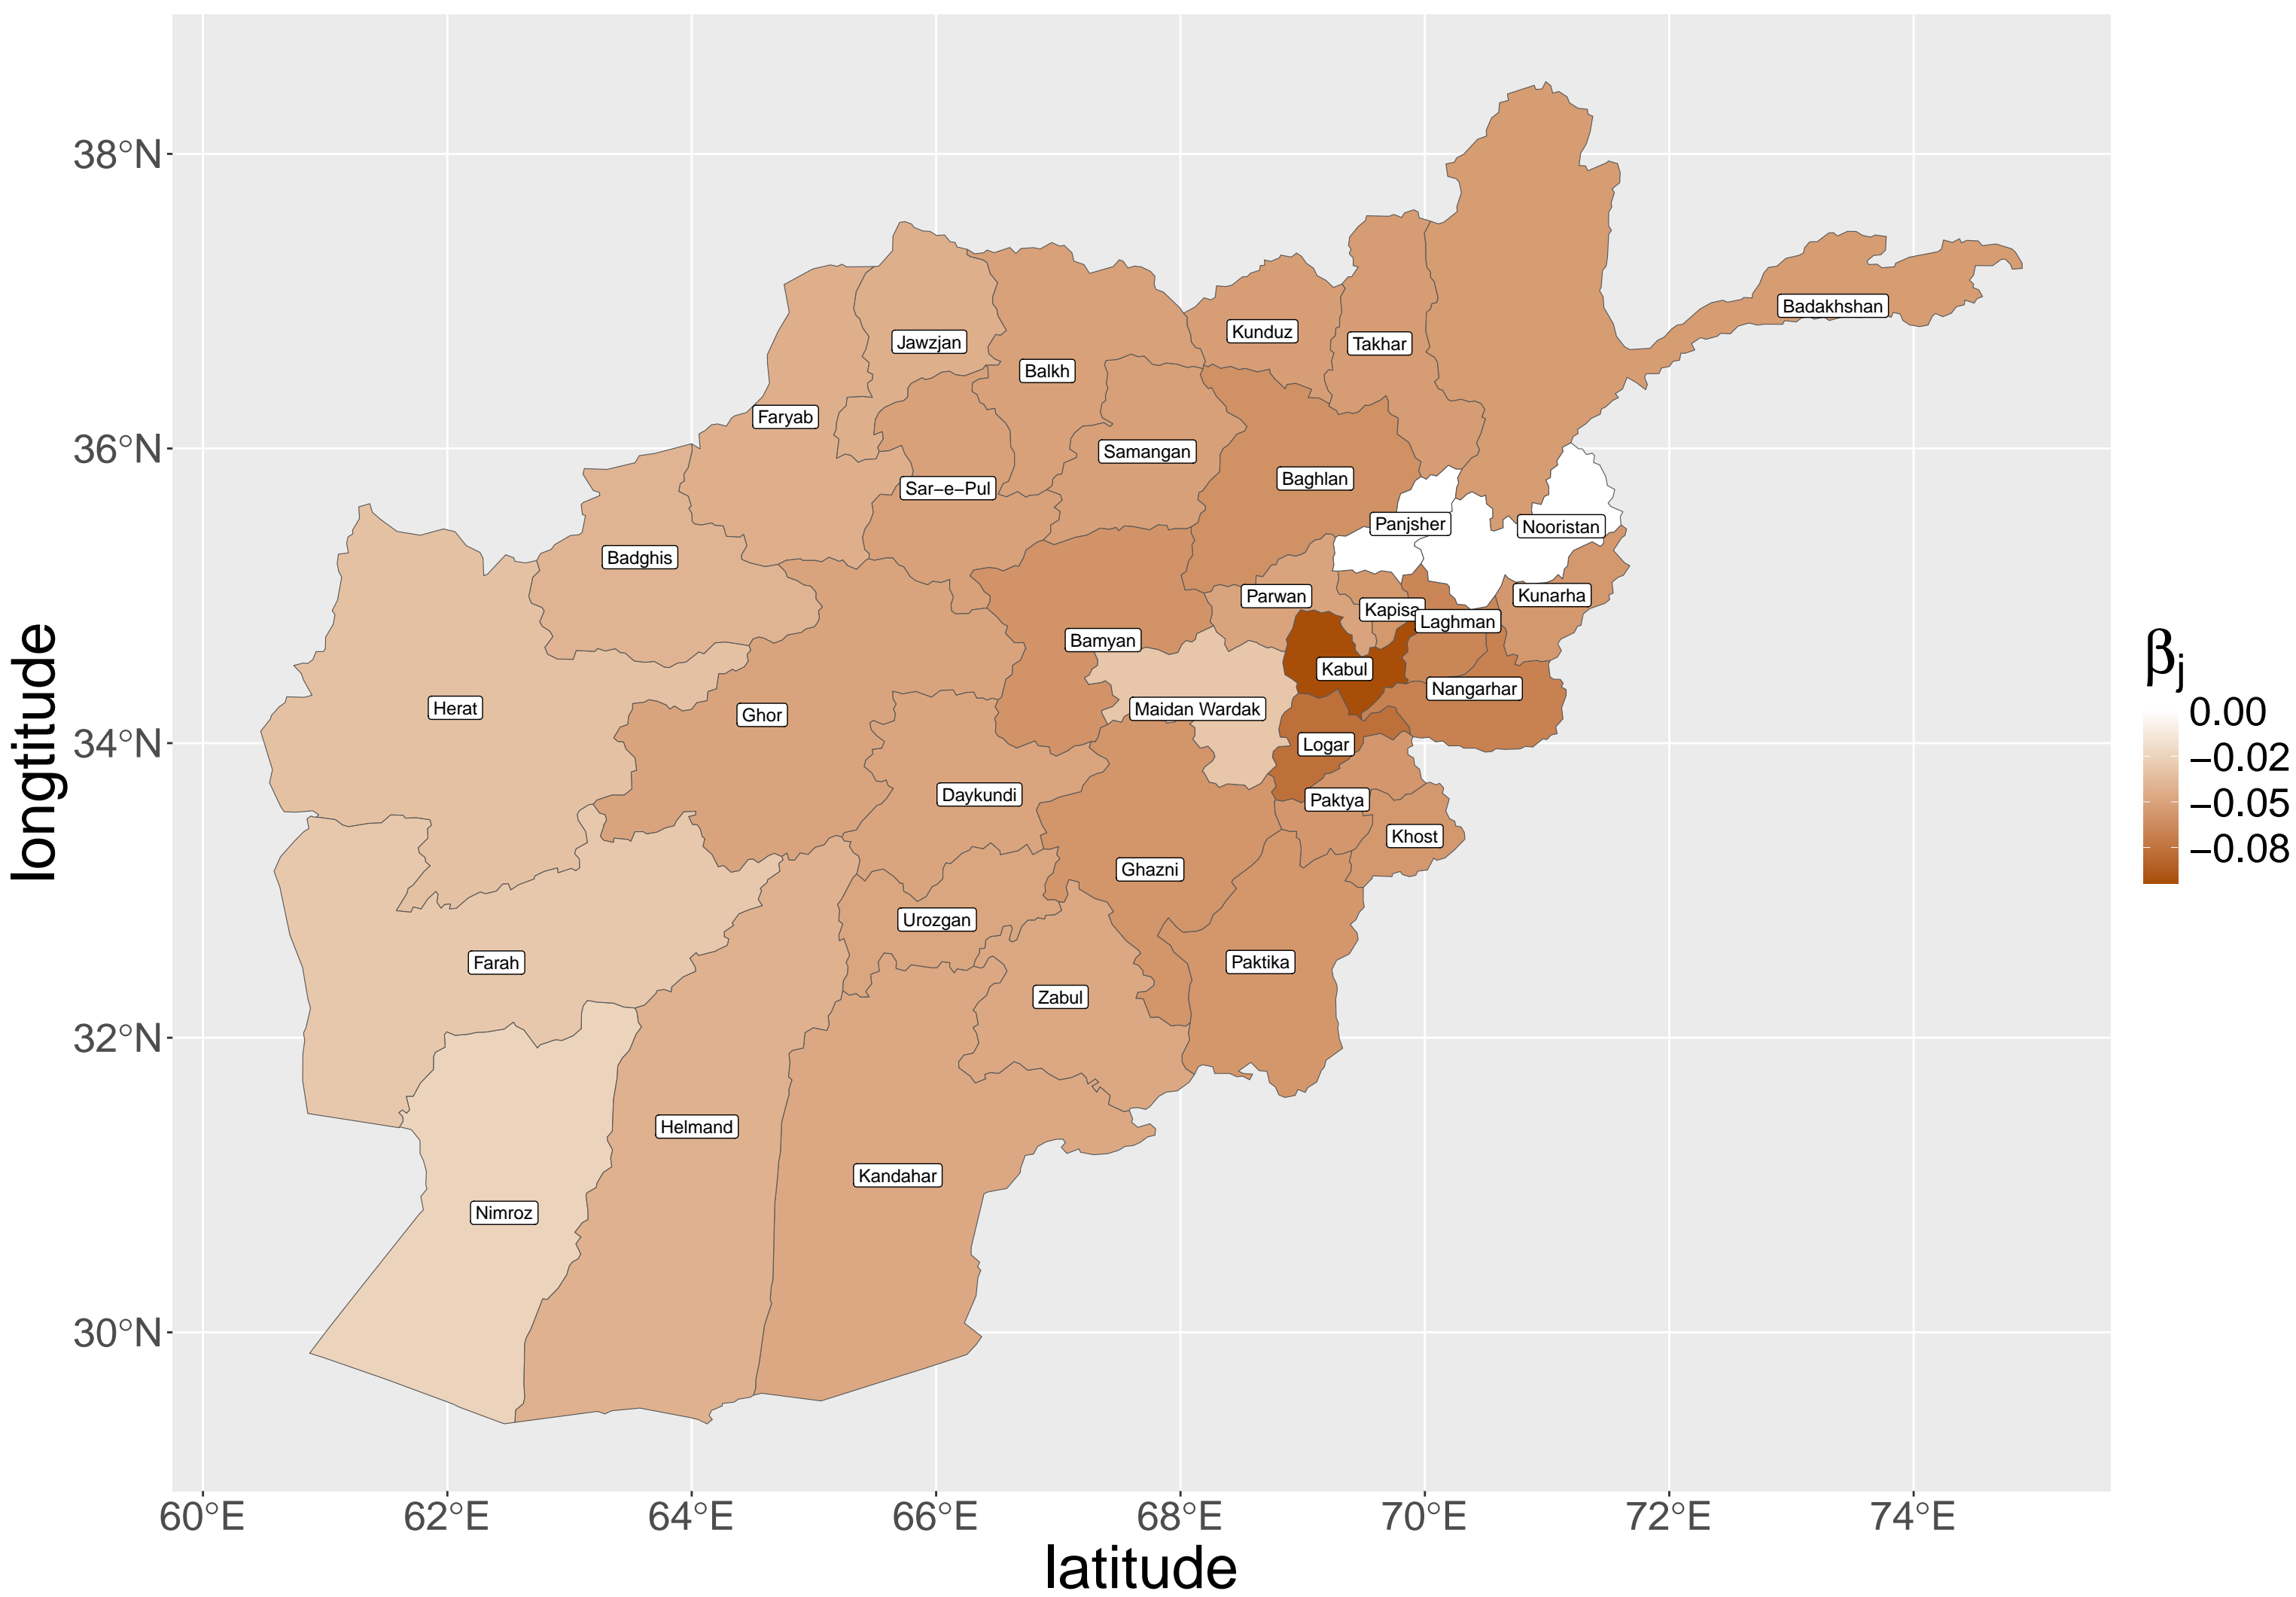 longtitude
38°N
36°N
34°N
32°N
30°N
60°E 62°E 64°E 66°E 68°E 70°E 72°E 74°E
latitude
Badakhshan
Kunduz
Jawzjan
Takhar
Balkh
Faryab
Samangan
Baghlan
Sar−e−Pul
Panjsher
Nooristan
Badghis
Parwan
Kunarha
Kapisa
Laghman
Bamyan
Kabul
Nangarhar
Herat
Maidan Wardak
Ghor
Logar
Daykundi
Paktya
Khost
Ghazni
Urozgan
Farah
Paktika
Zabul
Helmand
Kandahar
Nimroz
βj
0.00
−0.02
−0.05
−0.08